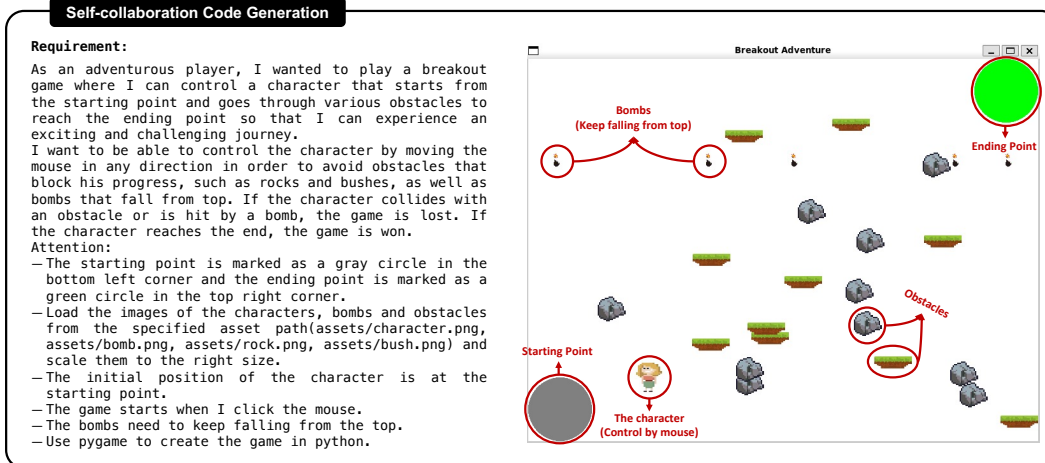 Self-collaboration Code Generation
Requirement:
As an adventurous player, I wanted to play a breakout
game where I can control a character that starts from
the starting point and goes through various obstacles to
reach the ending point so that I can experience an
exciting and challenging journey.
I want to be able to control the character by moving the
mouse in any direction in order to avoid obstacles that
block his progress, such as rocks and bushes, as well as
bombs that fall from top. If the character collides with
an obstacle or is hit by a bomb, the game is lost. If
the character reaches the end, the game is won.
Attention:
—The starting point is marked as a gray circle in the
bottom left corner and the ending point is marked as a
green circle in the top right corner.
—Load the images of the characters, bombs and obstacles
from the specified asset path(assets/character.png,
assets/bomb.png, assets/rock.png, assets/bush.png) and
scale them to the right size.
—The initial position of the character is at the
starting point.
—The game starts when I click the mouse.
—The bombs need to keep falling from the top.
—Use pygame to create the game in python.
Breakout Adventure
Bombs
(Keep falling from top)
Ending Point
Obstacles
Starting Point
The character
(Control by mouse)